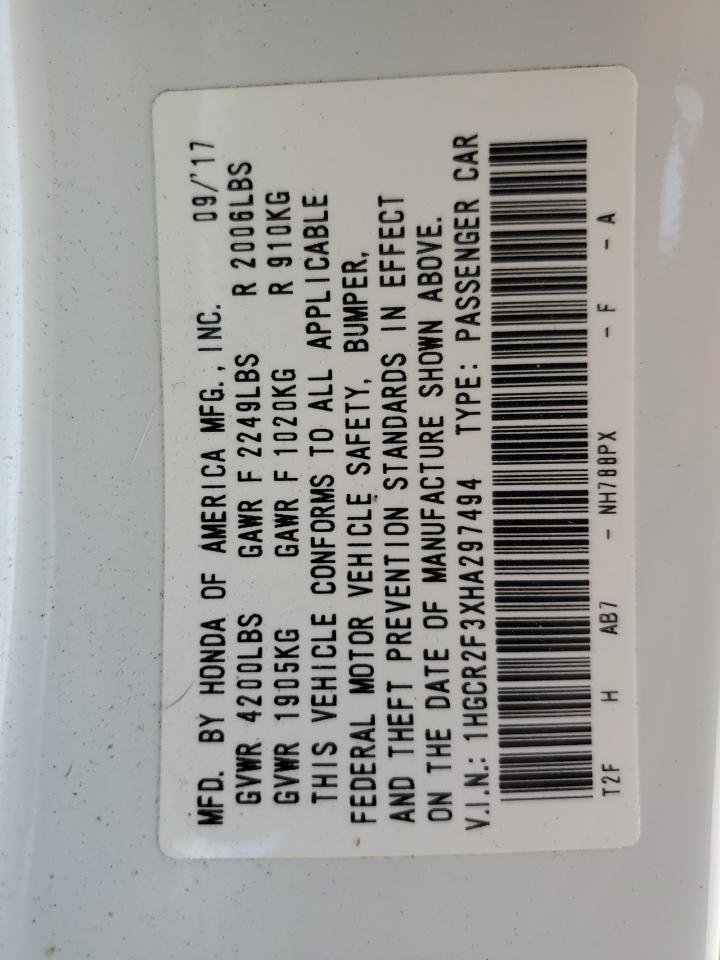 MFD. BY HONDA OF AMERICA MFG., INC. 09/'17
GVWR 4200LBS GAWR F 2249LBS R 2006LBS
GVWR 1905KG GAWR F 1020KG R 910KG
THIS VEHICLE CONFORMS TO ALL APPLICABLE
FEDERAL MOTOR VEHICLE SAFETY, BUMPER,
AND THEFT PREVENTION STANDARDS IN EFFECT
ON THE DATE OF MANUFACTURE SHOWN ABOVE.
V.I.N.: 1HGCR2F3XHA297494 TYPE: PASSENGER CAR
T2F H AB7 - NH788PX - F - A